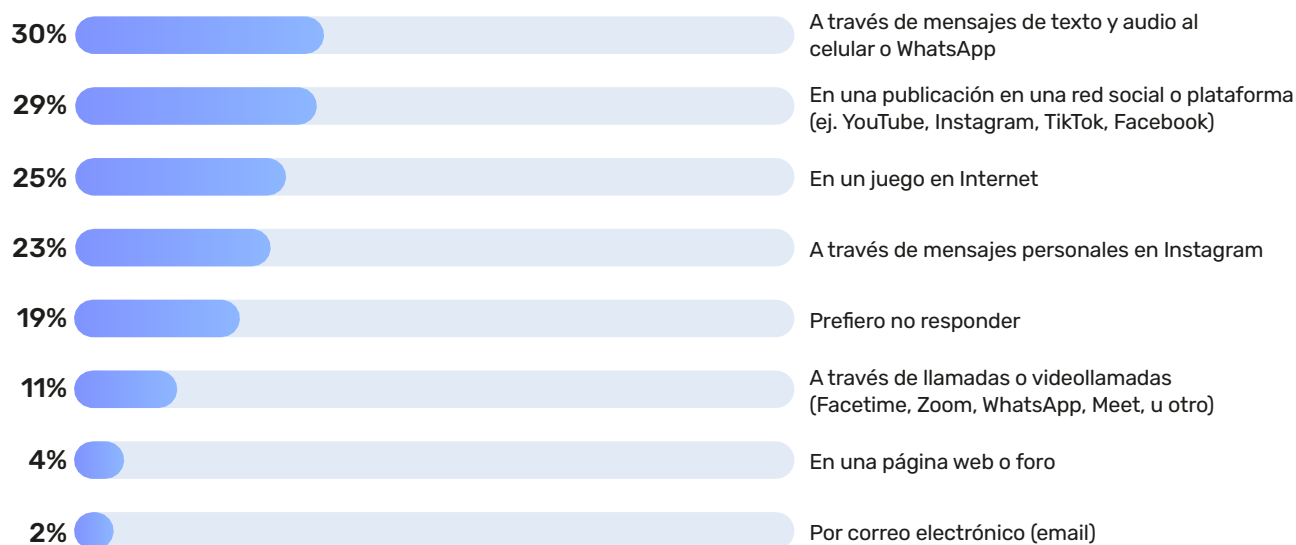 30%
A través de mensajes de texto y audio al
celular o WhatsApp
29%
En una publicación en una red social o plataforma
(ej. YouTube, Instagram, TikTok, Facebook)
25%
En un juego en Internet
23%
A través de mensajes personales en Instagram
19%
Prefiero no responder
11%
A través de llamadas o videollamadas
(Facetime, Zoom, WhatsApp, Meet, u otro)
4%
En una página web o foro
2%
Por correo electrónico (email)